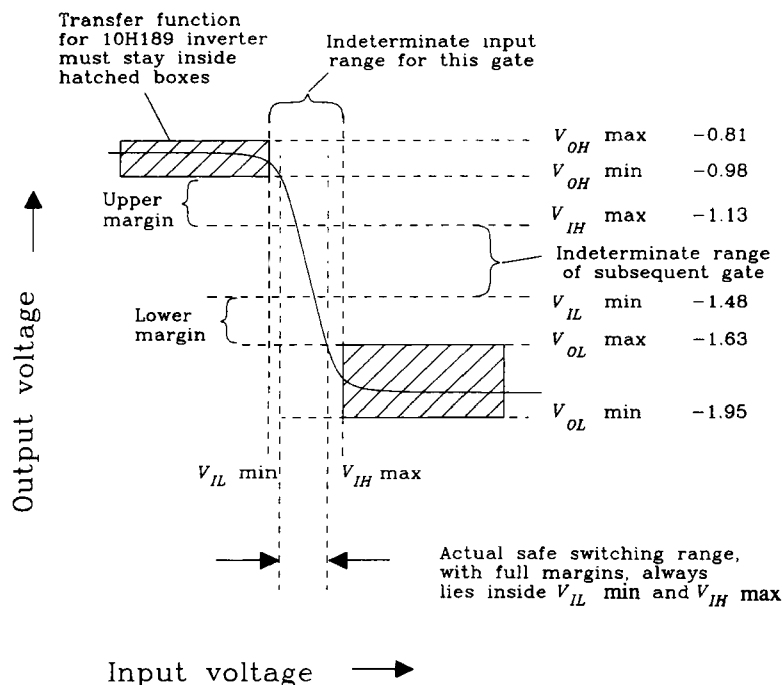 Transfer function
for 10H189 inverter
must stay inside
hatched boxes
Indeterminate input
range for this gate
V_OH max −0.81
V_OH min −0.98
Upper
margin
V_IH max −1.13
Indeterminate range
of subsequent gate
V_IL min −1.48
Lower
margin
V_OL max −1.63
V_OL min −1.95
Output voltage
V_IL min
V_IH max
Actual safe switching range,
with full margins, always
lies inside V_IL min and V_IH max
Input voltage